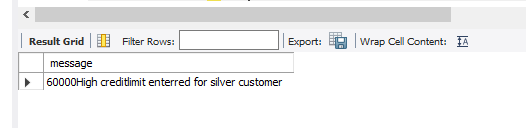 Result Grid Filter Rows: Export: Wrap Cell Content:
message
60000High creditlimit enterred for silver customer